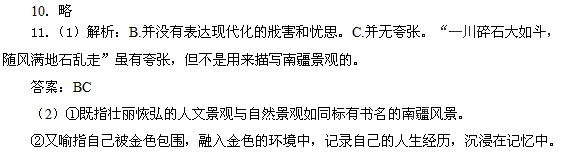 10. 略
11.（1）解析：B.并没有表达现代化的戕害和忧思。C.并无夸张。“一川碎石大如斗，
随风满地石乱走”虽有夸张，但不是用来描写南疆景观的。
答案：BC
（2）①既指壮丽恢弘的人文景观与自然景观如同标有书名的南疆风景。
②又喻指自己被金色包围，融入金色的环境中，记录自己的人生经历，沉浸在记忆中。